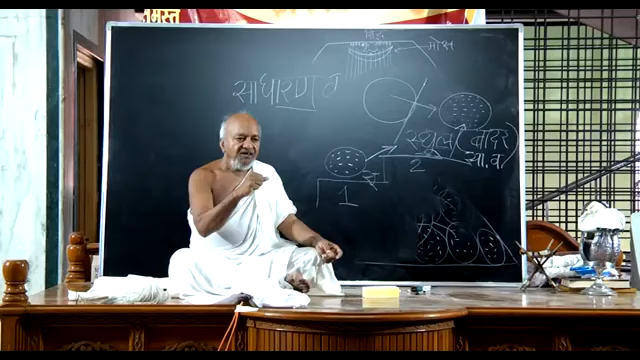 सिद्ध
मोक्ष
साधारण व
स्थूल (बादर
सा. व.)
1
2